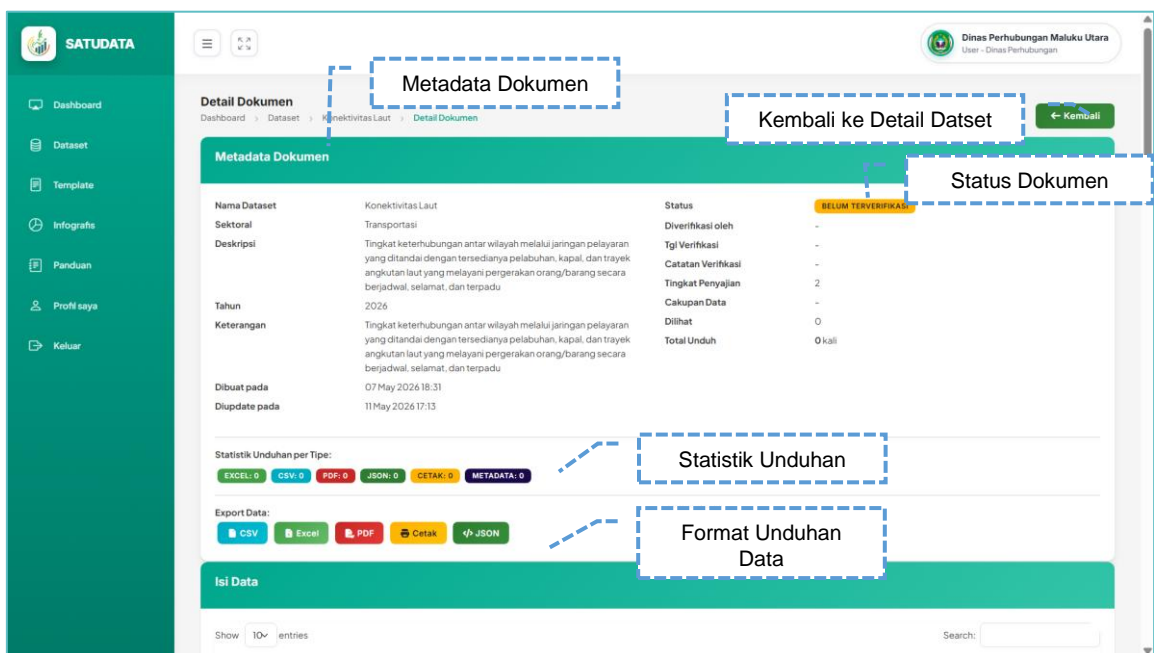 SATUDATA
Dinas Perhubungan Maluku Utara
User - Dinas Perhubungan
Metadata Dokumen
Dashboard
Dataset
Template
Infografis
Panduan
Profil saya
Keluar
Detail Dokumen
Dashboard > Dataset > Konektivitas Laut > Detail Dokumen
Kembali ke Detail Datset
← Kembali
Status Dokumen
Metadata Dokumen
Nama Dataset Konektivitas Laut
Sektoral Transportasi
Deskripsi Tingkat keterhubungan antar wilayah melalui jaringan pelayaran
yang ditandai dengan tersedianya pelabuhan, kapal, dan trayek
angkutan laut yang melayani pergerakan orang/barang secara
berjadwal, selamat, dan terpadu
Tahun 2026
Keterangan Tingkat keterhubungan antar wilayah melalui jaringan pelayaran
yang ditandai dengan tersedianya pelabuhan, kapal, dan trayek
angkutan laut yang melayani pergerakan orang/barang secara
berjadwal, selamat, dan terpadu
Dibuat pada 07 May 2026 18:31
Diupdate pada 11 May 2026 17:13
Status BELUM TERVERIFIKASI
Diverifikasi oleh -
Tgl Verifikasi -
Catatan Verifikasi -
Tingkat Penyajian 2
Cakupan Data -
Dilihat 0
Total Unduh 0 kali
Statistik Unduhan per Tipe:
EXCEL: 0 CSV: 0 PDF: 0 JSON: 0 CETAK: 0 METADATA: 0
Statistik Unduhan
Export Data:
CSV Excel PDF Cetak </> JSON
Format Unduhan
Data
Isi Data
Show 10 entries
Search: